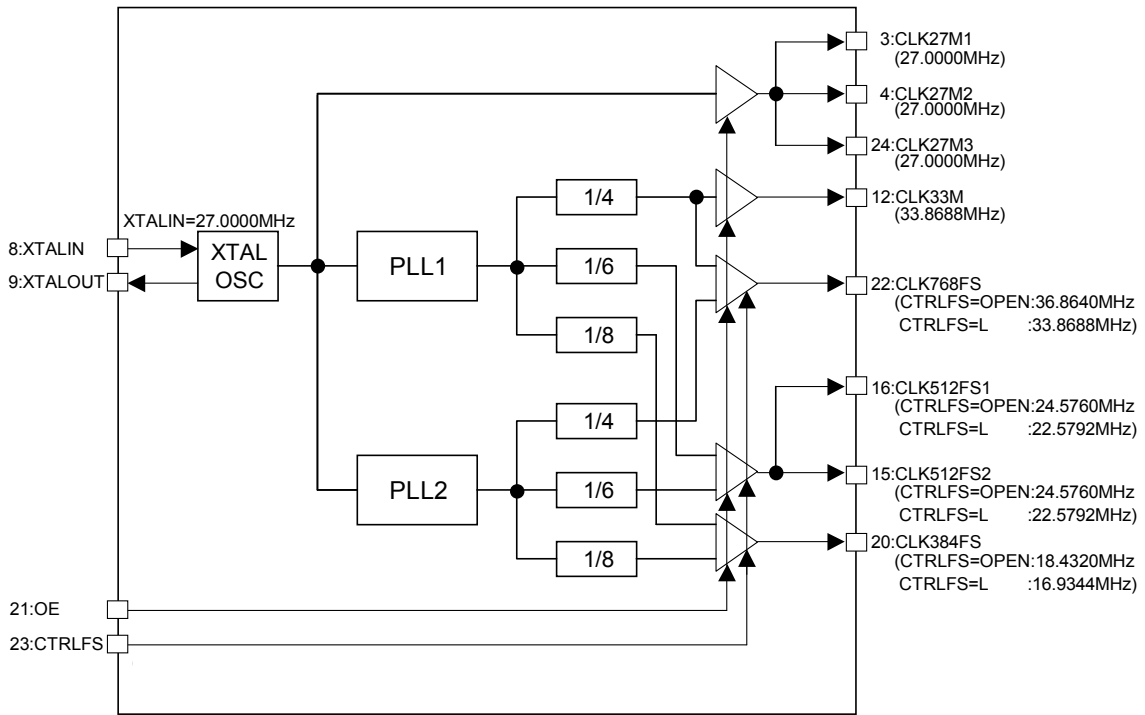 3:CLK27M1
(27.0000MHz)
4:CLK27M2
(27.0000MHz)
24:CLK27M3
(27.0000MHz)
1/4
12:CLK33M
(33.8688MHz)
XTALIN=27.0000MHz
8:XTALIN
9:XTALOUT
XTAL
OSC
PLL1
1/6
22:CLK768FS
(CTRLFS=OPEN:36.8640MHz
CTRLFS=L :33.8688MHz)
1/8
16:CLK512FS1
(CTRLFS=OPEN:24.5760MHz
CTRLFS=L :22.5792MHz)
1/4
PLL2
1/6
15:CLK512FS2
(CTRLFS=OPEN:24.5760MHz
CTRLFS=L :22.5792MHz)
1/8
20:CLK384FS
(CTRLFS=OPEN:18.4320MHz
CTRLFS=L :16.9344MHz)
21:OE
23:CTRLFS